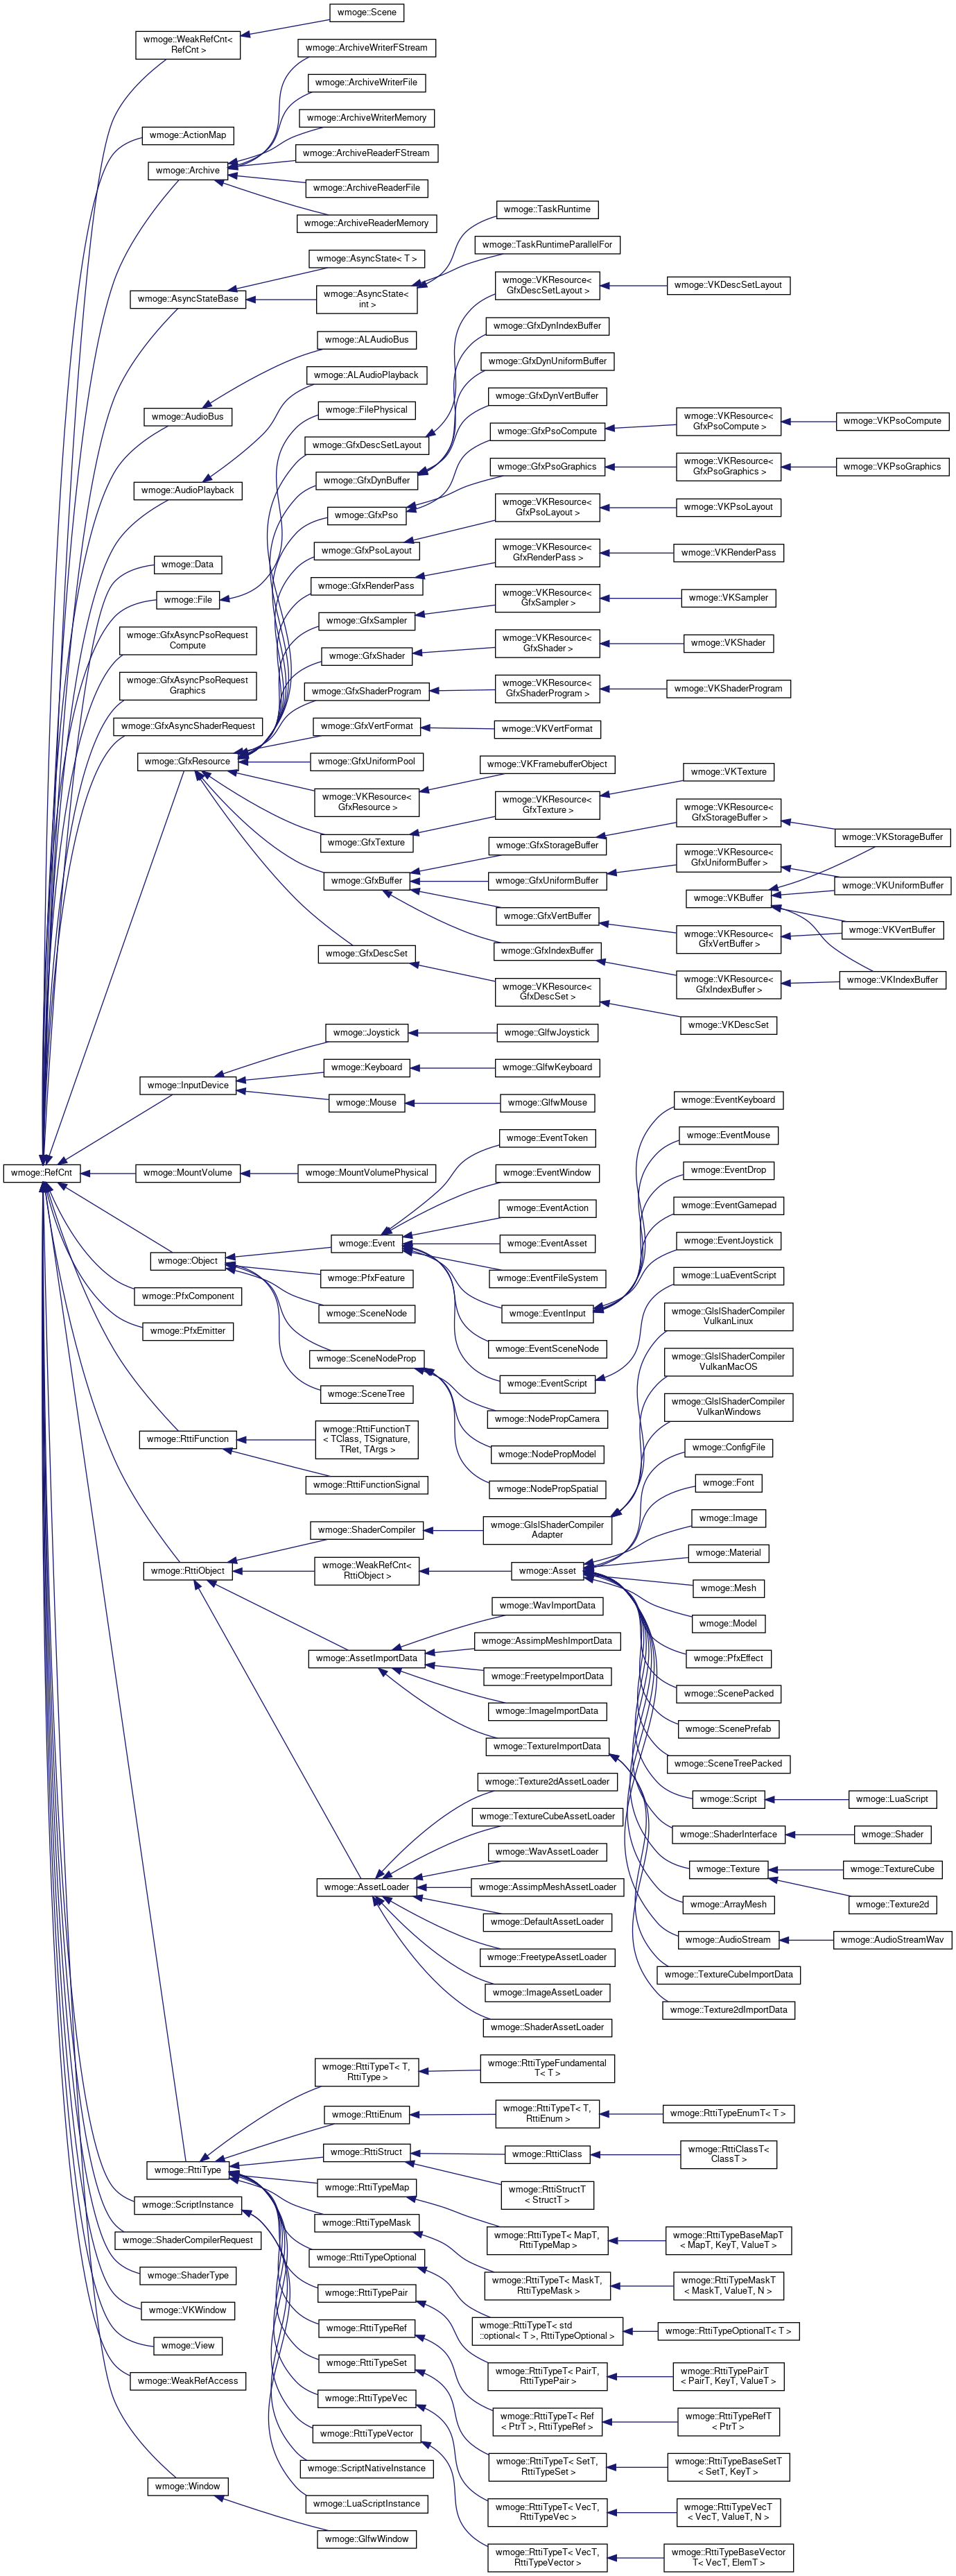 wmoge::Scene
wmoge::WeakRefCnt<
RefCnt >
wmoge::ArchiveWriterFStream
wmoge::ArchiveWriterFile
wmoge::ArchiveWriterMemory
wmoge::ActionMap
wmoge::ArchiveReaderFStream
wmoge::Archive
wmoge::ArchiveReaderFile
wmoge::TaskRuntime
wmoge::ArchiveReaderMemory
wmoge::TaskRuntimeParallelFor
wmoge::AsyncState< T >
wmoge::VKResource<
GfxDescSetLayout >
wmoge::VKDescSetLayout
wmoge::AsyncStateBase
wmoge::AsyncState<
int >
wmoge::GfxDynIndexBuffer
wmoge::ALAudioBus
wmoge::GfxDynUniformBuffer
wmoge::ALAudioPlayback
wmoge::GfxDynVertBuffer
wmoge::FilePhysical
wmoge::AudioBus
wmoge::VKResource<
GfxPsoCompute >
wmoge::VKPsoCompute
wmoge::GfxPsoCompute
wmoge::GfxDescSetLayout
wmoge::GfxPsoGraphics
wmoge::VKResource<
GfxPsoGraphics >
wmoge::VKPsoGraphics
wmoge::GfxDynBuffer
wmoge::AudioPlayback
wmoge::VKResource<
GfxPsoLayout >
wmoge::VKPsoLayout
wmoge::GfxPso
wmoge::GfxPsoLayout
wmoge::VKResource<
GfxRenderPass >
wmoge::VKRenderPass
wmoge::Data
wmoge::GfxRenderPass
wmoge::File
wmoge::VKResource<
GfxSampler >
wmoge::VKSampler
wmoge::GfxSampler
wmoge::GfxAsyncPsoRequest
Compute
wmoge::VKResource<
GfxShader >
wmoge::VKShader
wmoge::GfxShader
wmoge::GfxAsyncPsoRequest
Graphics
wmoge::GfxShaderProgram
wmoge::VKResource<
GfxShaderProgram >
wmoge::VKShaderProgram
wmoge::GfxAsyncShaderRequest
wmoge::GfxVertFormat
wmoge::VKVertFormat
wmoge::GfxResource
wmoge::GfxUniformPool
wmoge::VKFramebufferObject
wmoge::VKTexture
wmoge::VKResource<
GfxResource >
wmoge::VKResource<
GfxTexture >
wmoge::VKResource<
GfxStorageBuffer >
wmoge::GfxTexture
wmoge::GfxStorageBuffer
wmoge::VKStorageBuffer
wmoge::VKResource<
GfxUniformBuffer >
wmoge::GfxBuffer
wmoge::GfxUniformBuffer
wmoge::VKUniformBuffer
wmoge::VKBuffer
wmoge::GfxVertBuffer
wmoge::VKResource<
GfxVertBuffer >
wmoge::VKVertBuffer
wmoge::GfxDescSet
wmoge::GfxIndexBuffer
wmoge::VKResource<
GfxIndexBuffer >
wmoge::VKIndexBuffer
wmoge::VKResource<
GfxDescSet >
wmoge::VKDescSet
wmoge::Joystick
wmoge::GlfwJoystick
wmoge::Keyboard
wmoge::GlfwKeyboard
wmoge::InputDevice
wmoge::Mouse
wmoge::GlfwMouse
wmoge::EventKeyboard
wmoge::EventToken
wmoge::EventMouse
wmoge::RefCnt
wmoge::MountVolume
wmoge::MountVolumePhysical
wmoge::EventWindow
wmoge::EventDrop
wmoge::EventAction
wmoge::EventGamepad
wmoge::Event
wmoge::EventAsset
wmoge::EventJoystick
wmoge::Object
wmoge::PfxFeature
wmoge::EventFileSystem
wmoge::LuaEventScript
wmoge::PfxComponent
wmoge::SceneNode
wmoge::EventInput
wmoge::GlslShaderCompiler
VulkanLinux
wmoge::PfxEmitter
wmoge::EventSceneNode
wmoge::SceneNodeProp
wmoge::GlslShaderCompiler
VulkanMacOS
wmoge::EventScript
wmoge::SceneTree
wmoge::GlslShaderCompiler
VulkanWindows
wmoge::NodePropCamera
wmoge::RttiFunction
wmoge::RttiFunctionT
< TClass, TSignature,
TRet, TArgs >
wmoge::NodePropModel
wmoge::ConfigFile
wmoge::RttiFunctionSignal
wmoge::NodePropSpatial
wmoge::Font
wmoge::ShaderCompiler
wmoge::GlslShaderCompiler
Adapter
wmoge::Image
wmoge::Material
wmoge::RttiObject
wmoge::WeakRefCnt<
RttiObject >
wmoge::Asset
wmoge::Mesh
wmoge::WavImportData
wmoge::Model
wmoge::AssimpMeshImportData
wmoge::AssetImportData
wmoge::PfxEffect
wmoge::FreetypeImportData
wmoge::ScenePacked
wmoge::ImageImportData
wmoge::ScenePrefab
wmoge::TextureImportData
wmoge::SceneTreePacked
wmoge::Texture2dAssetLoader
wmoge::Script
wmoge::LuaScript
wmoge::TextureCubeAssetLoader
wmoge::ShaderInterface
wmoge::Shader
wmoge::WavAssetLoader
wmoge::Texture
wmoge::TextureCube
wmoge::AssetLoader
wmoge::AssimpMeshAssetLoader
wmoge::ArrayMesh
wmoge::Texture2d
wmoge::DefaultAssetLoader
wmoge::AudioStream
wmoge::AudioStreamWav
wmoge::FreetypeAssetLoader
wmoge::TextureCubeImportData
wmoge::ImageAssetLoader
wmoge::Texture2dImportData
wmoge::ShaderAssetLoader
wmoge::RttiTypeT< T,
RttiType >
wmoge::RttiTypeFundamental
T< T >
wmoge::RttiEnum
wmoge::RttiTypeT< T,
RttiEnum >
wmoge::RttiTypeEnumT< T >
wmoge::RttiStruct
wmoge::RttiClass
wmoge::RttiClassT<
ClassT >
wmoge::RttiType
wmoge::RttiTypeMap
wmoge::RttiStructT
< StructT >
wmoge::ScriptInstance
wmoge::RttiTypeMask
wmoge::ShaderCompilerRequest
wmoge::RttiTypeT< MapT,
RttiTypeMap >
wmoge::RttiTypeBaseMapT
< MapT, KeyT, ValueT >
wmoge::RttiTypeOptional
wmoge::ShaderType
wmoge::RttiTypeT< MaskT,
RttiTypeMask >
wmoge::RttiTypeMaskT
< MaskT, ValueT, N >
wmoge::RttiTypePair
wmoge::VKWindow
wmoge::RttiTypeRef
wmoge::RttiTypeT< std
::optional< T >, RttiTypeOptional >
wmoge::RttiTypeOptionalT< T >
wmoge::View
wmoge::RttiTypeSet
wmoge::RttiTypeT< PairT,
RttiTypePair >
wmoge::RttiTypePairT
< PairT, KeyT, ValueT >
wmoge::WeakRefAccess
wmoge::RttiTypeVec
wmoge::RttiTypeT< Ref
< PtrT >, RttiTypeRef >
wmoge::RttiTypeRefT
< PtrT >
wmoge::RttiTypeVector
wmoge::ScriptNativeInstance
wmoge::RttiTypeT< SetT,
RttiTypeSet >
wmoge::RttiTypeBaseSetT
< SetT, KeyT >
wmoge::Window
wmoge::LuaScriptInstance
wmoge::RttiTypeT< VecT,
RttiTypeVec >
wmoge::RttiTypeVecT
< VecT, ValueT, N >
wmoge::GlfwWindow
wmoge::RttiTypeT< VecT,
RttiTypeVector >
wmoge::RttiTypeBaseVector
T< VecT, ElemT >